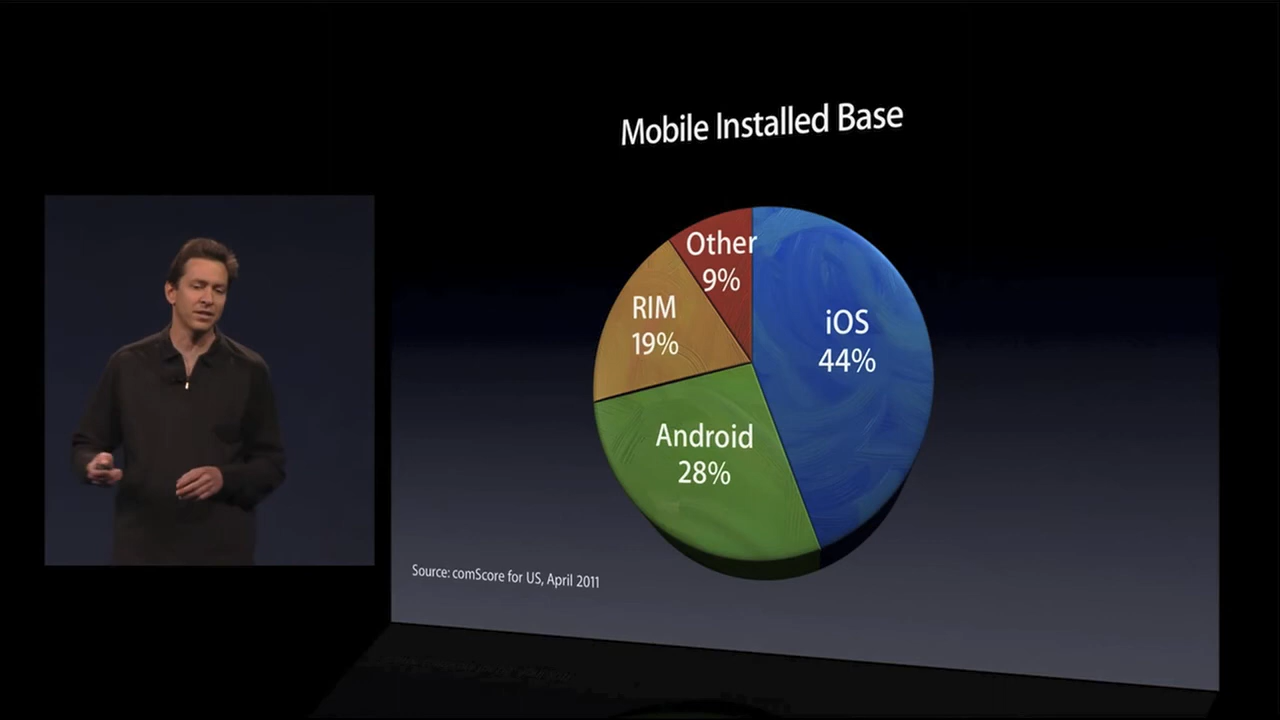 Mobile Installed Base
Other
9%
iOS
44%
RIM
19%
Android
28%
Source: comScore for US, April 2011